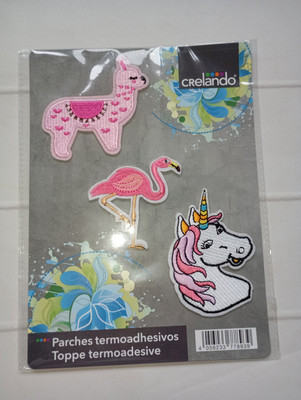 crelando®
Parches termoadhesivos
Toppe termoadesive